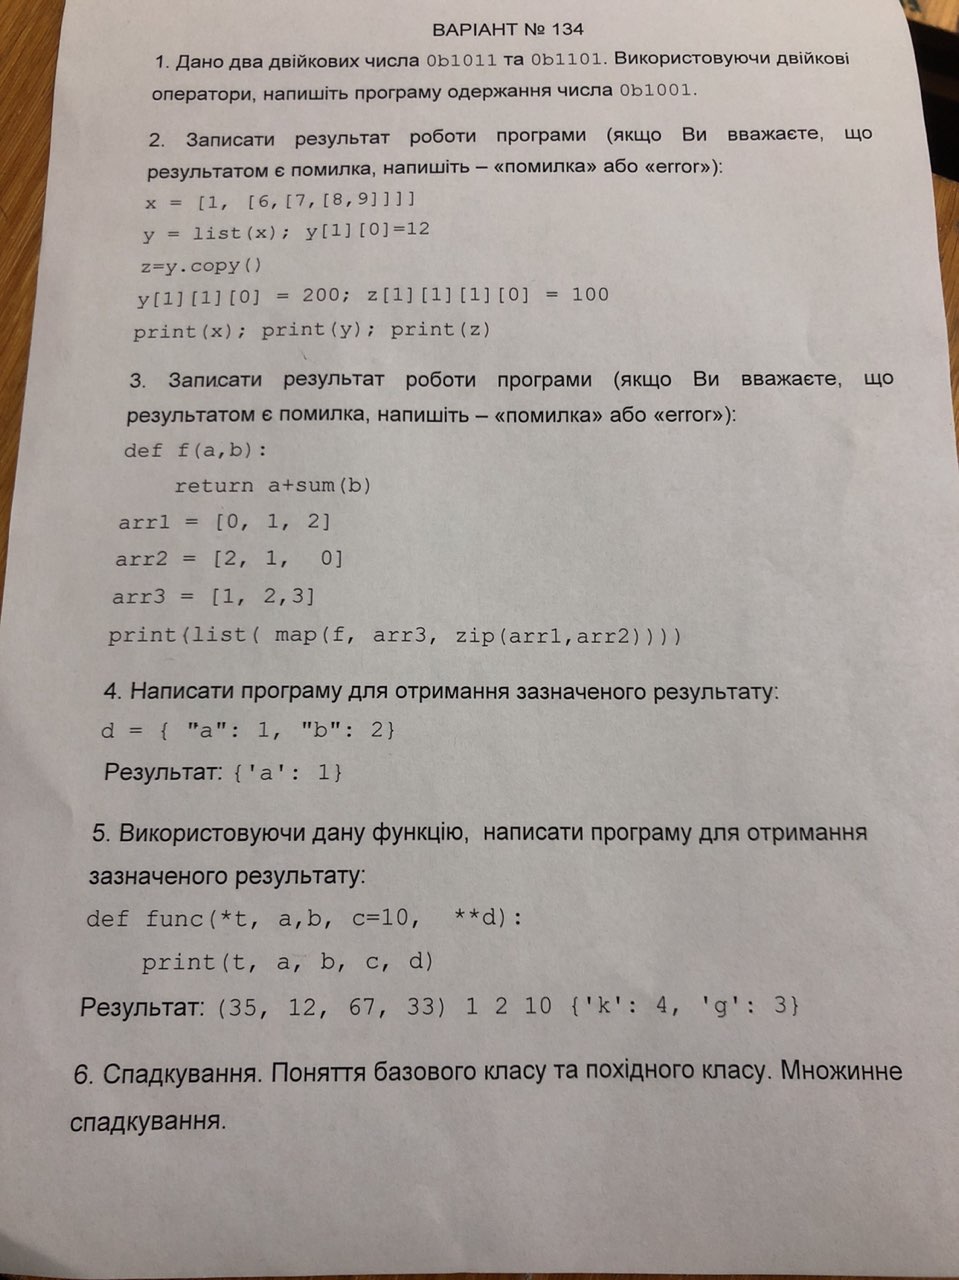 ВАРІАНТ № 134
1. Дано два двійкових числа 0b1011 та 0b1101. Використовуючи двійкові
оператори, напишіть програму одержання числа 0b1001.
2. Записати результат роботи програми (якщо Ви вважаєте, що
результатом є помилка, напишіть – «помилка» або «error»):
x = [1, [6,[7,[8,9]]]]
y = list(x); y[1][0]=12
z=y.copy()
y[1][1][0] = 200; z[1][1][1][0] = 100
print(x); print(y); print(z)
3. Записати результат роботи програми (якщо Ви вважаєте, що
результатом є помилка, напишіть – «помилка» або «error»):
def f(a,b):
return a+sum(b)
arr1 = [0, 1, 2]
arr2 = [2, 1, 0]
arr3 = [1, 2,3]
print(list( map(f, arr3, zip(arr1,arr2))))
4. Написати програму для отримання зазначеного результату:
d = { "a": 1, "b": 2}
Результат: {'a': 1}
5. Використовуючи дану функцію, написати програму для отримання
зазначеного результату:
def func(*t, a,b, c=10, **d):
print(t, a, b, c, d)
Результат: (35, 12, 67, 33) 1 2 10 {'k': 4, 'g': 3}
6. Спадкування. Поняття базового класу та похідного класу. Множинне
спадкування.